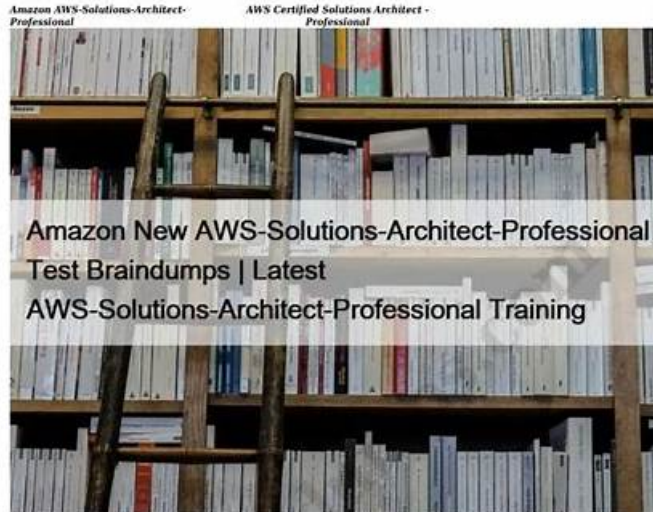 Amazon AWS-Solutions-Architect-
Professional
AWS Certified Solutions Architect -
Professional
Amazon New AWS-Solutions-Architect-Professional
Test Braindumps | Latest
AWS-Solutions-Architect-Professional Training